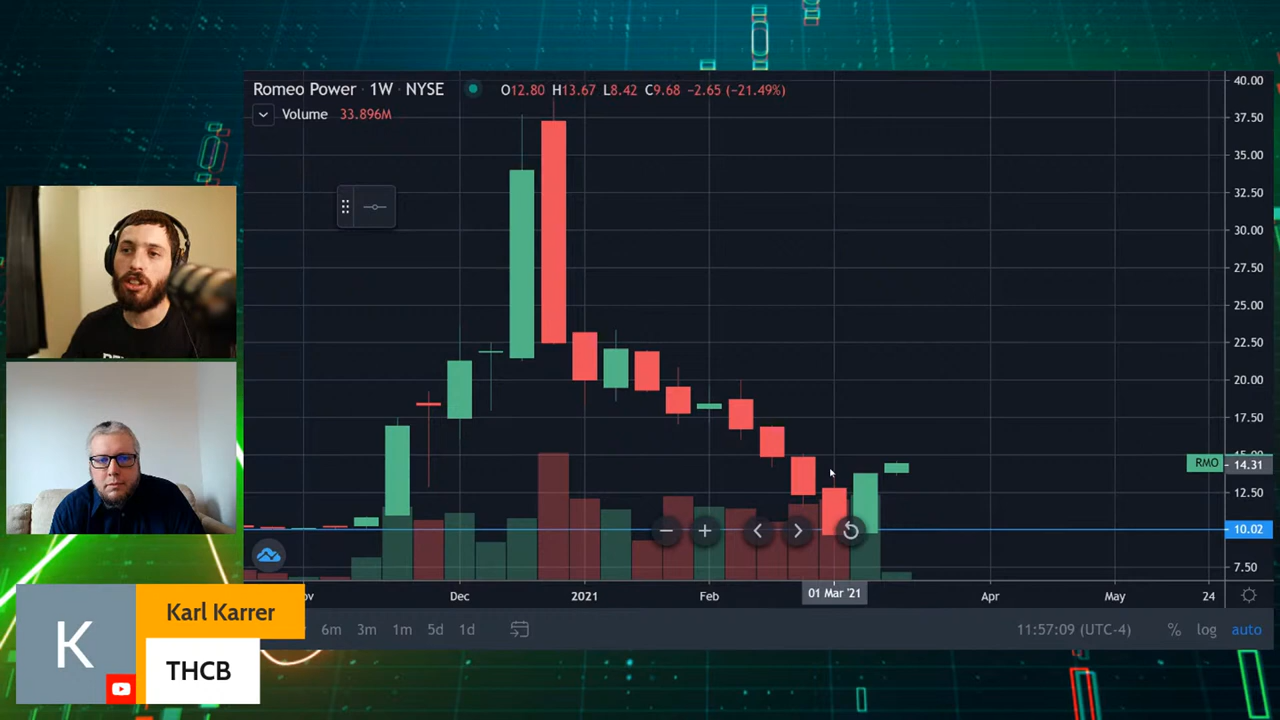 Romeo Power · 1W · NYSE O12.80 H13.67 L8.42 C9.68 −2.65 (−21.49%)
Volume 33.896M
40.00
37.50
35.00
32.50
30.00
27.50
25.00
22.50
20.00
17.50
15.00
RMO 14.31
12.50
10.02
7.50
Dec 2021 Feb 01 Mar '21 Apr May 24
6m 3m 1m 5d 1d 11:57:09 (UTC-4) % log auto
K
Karl Karrer
THCB